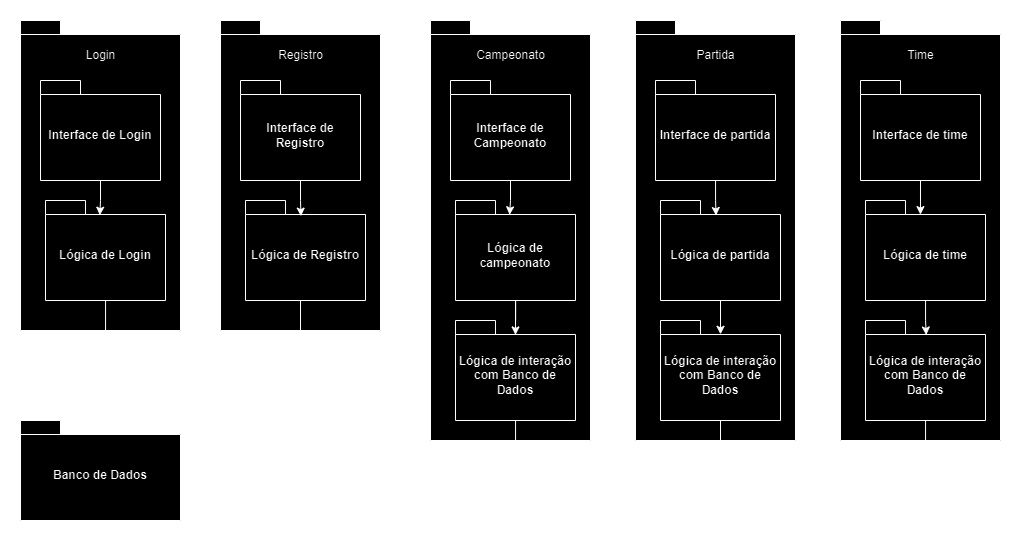 Login
Interface de Login
Lógica de Login
Registro
Interface de
Registro
Lógica de Registro
Campeonato
Interface de
Campeonato
Lógica de
campeonato
Lógica de interação
com Banco de
Dados
Partida
Interface de partida
Lógica de partida
Lógica de interação
com Banco de
Dados
Time
Interface de time
Lógica de time
Lógica de interação
com Banco de
Dados
Banco de Dados